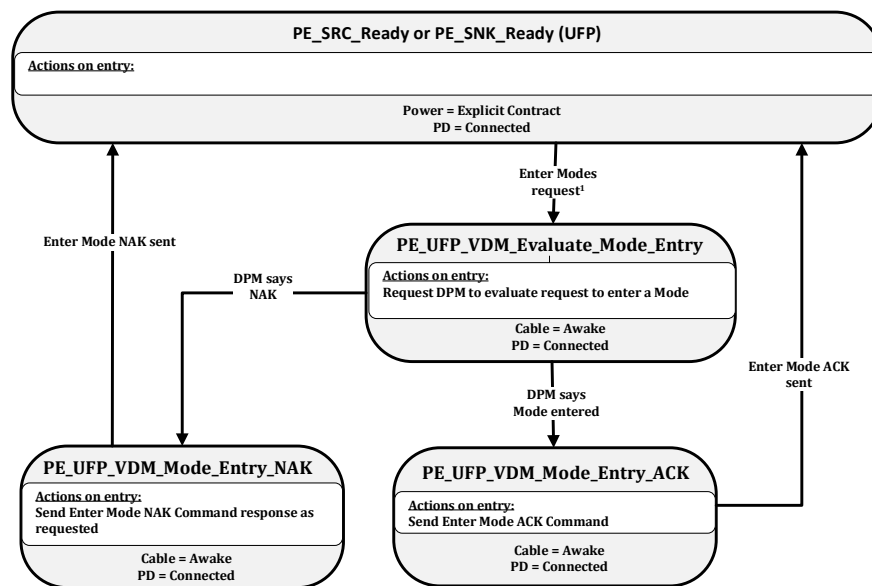 PE_SRC_Ready or PE_SNK_Ready (UFP)
Actions on entry:
Power = Explicit Contract
PD = Connected
Enter Modes
request¹
Enter Mode NAK sent
PE_UFP_VDM_Evaluate_Mode_Entry
Actions on entry:
Request DPM to evaluate request to enter a Mode
Cable = Awake
PD = Connected
DPM says
NAK
Enter Mode ACK
sent
DPM says
Mode entered
PE_UFP_VDM_Mode_Entry_NAK
Actions on entry:
Send Enter Mode NAK Command response as
requested
Cable = Awake
PD = Connected
PE_UFP_VDM_Mode_Entry_ACK
Actions on entry:
Send Enter Mode ACK Command
Cable = Awake
PD = Connected